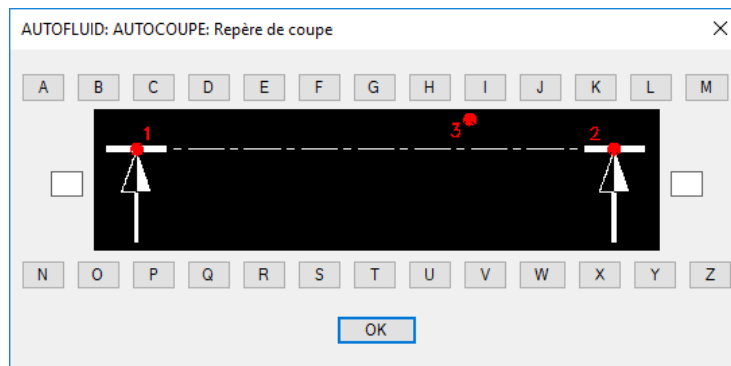 AUTOFLUID: AUTOCOUPE: Repère de coupe
A B C D E F G H I J K L M
1 3 2
N O P Q R S T U V W X Y Z
OK